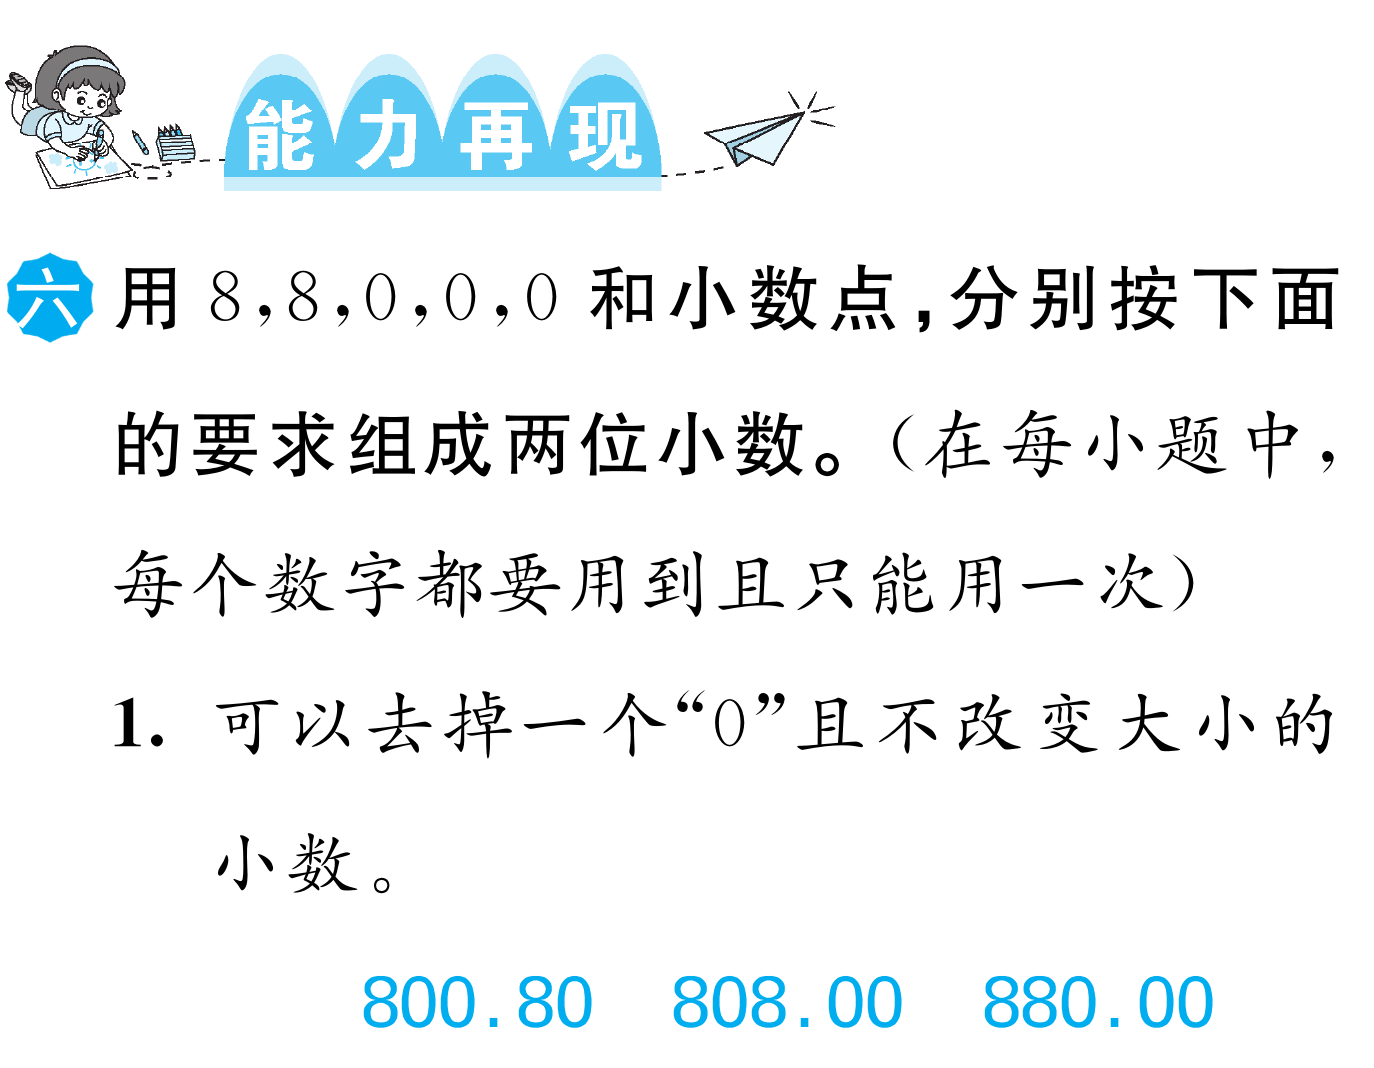 能力再现
六 用 8,8,0,0,0 和小数点,分别按下面
的要求组成两位小数。(在每小题中,
每个数字都要用到且只能用一次)
1. 可以去掉一个“0”且不改变大小的
小数。
800.80 808.00 880.00